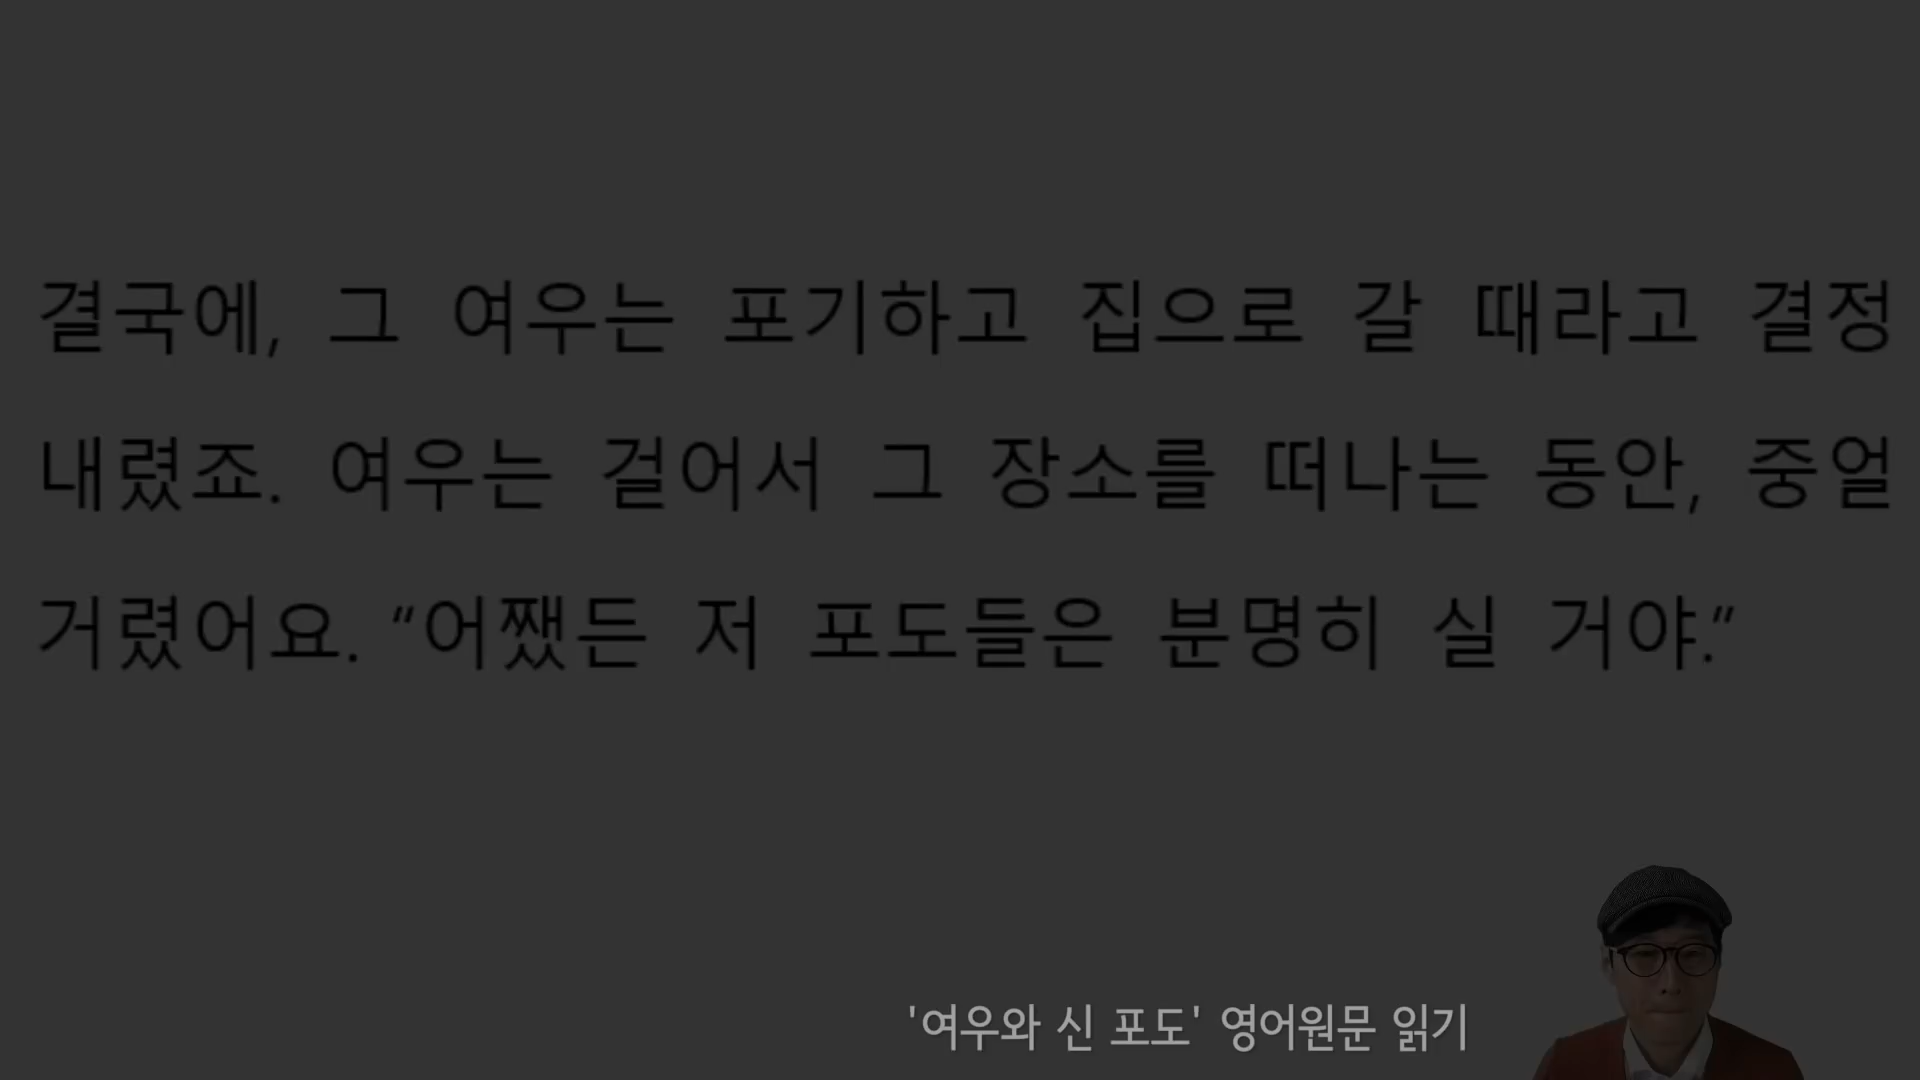 결국에, 그 여우는 포기하고 집으로 갈 때라고 결정
내렸죠. 여우는 걸어서 그 장소를 떠나는 동안, 중얼
거렸어요. “어쨌든 저 포도들은 분명히 실 거야.”
'여우와 신 포도' 영어원문 읽기